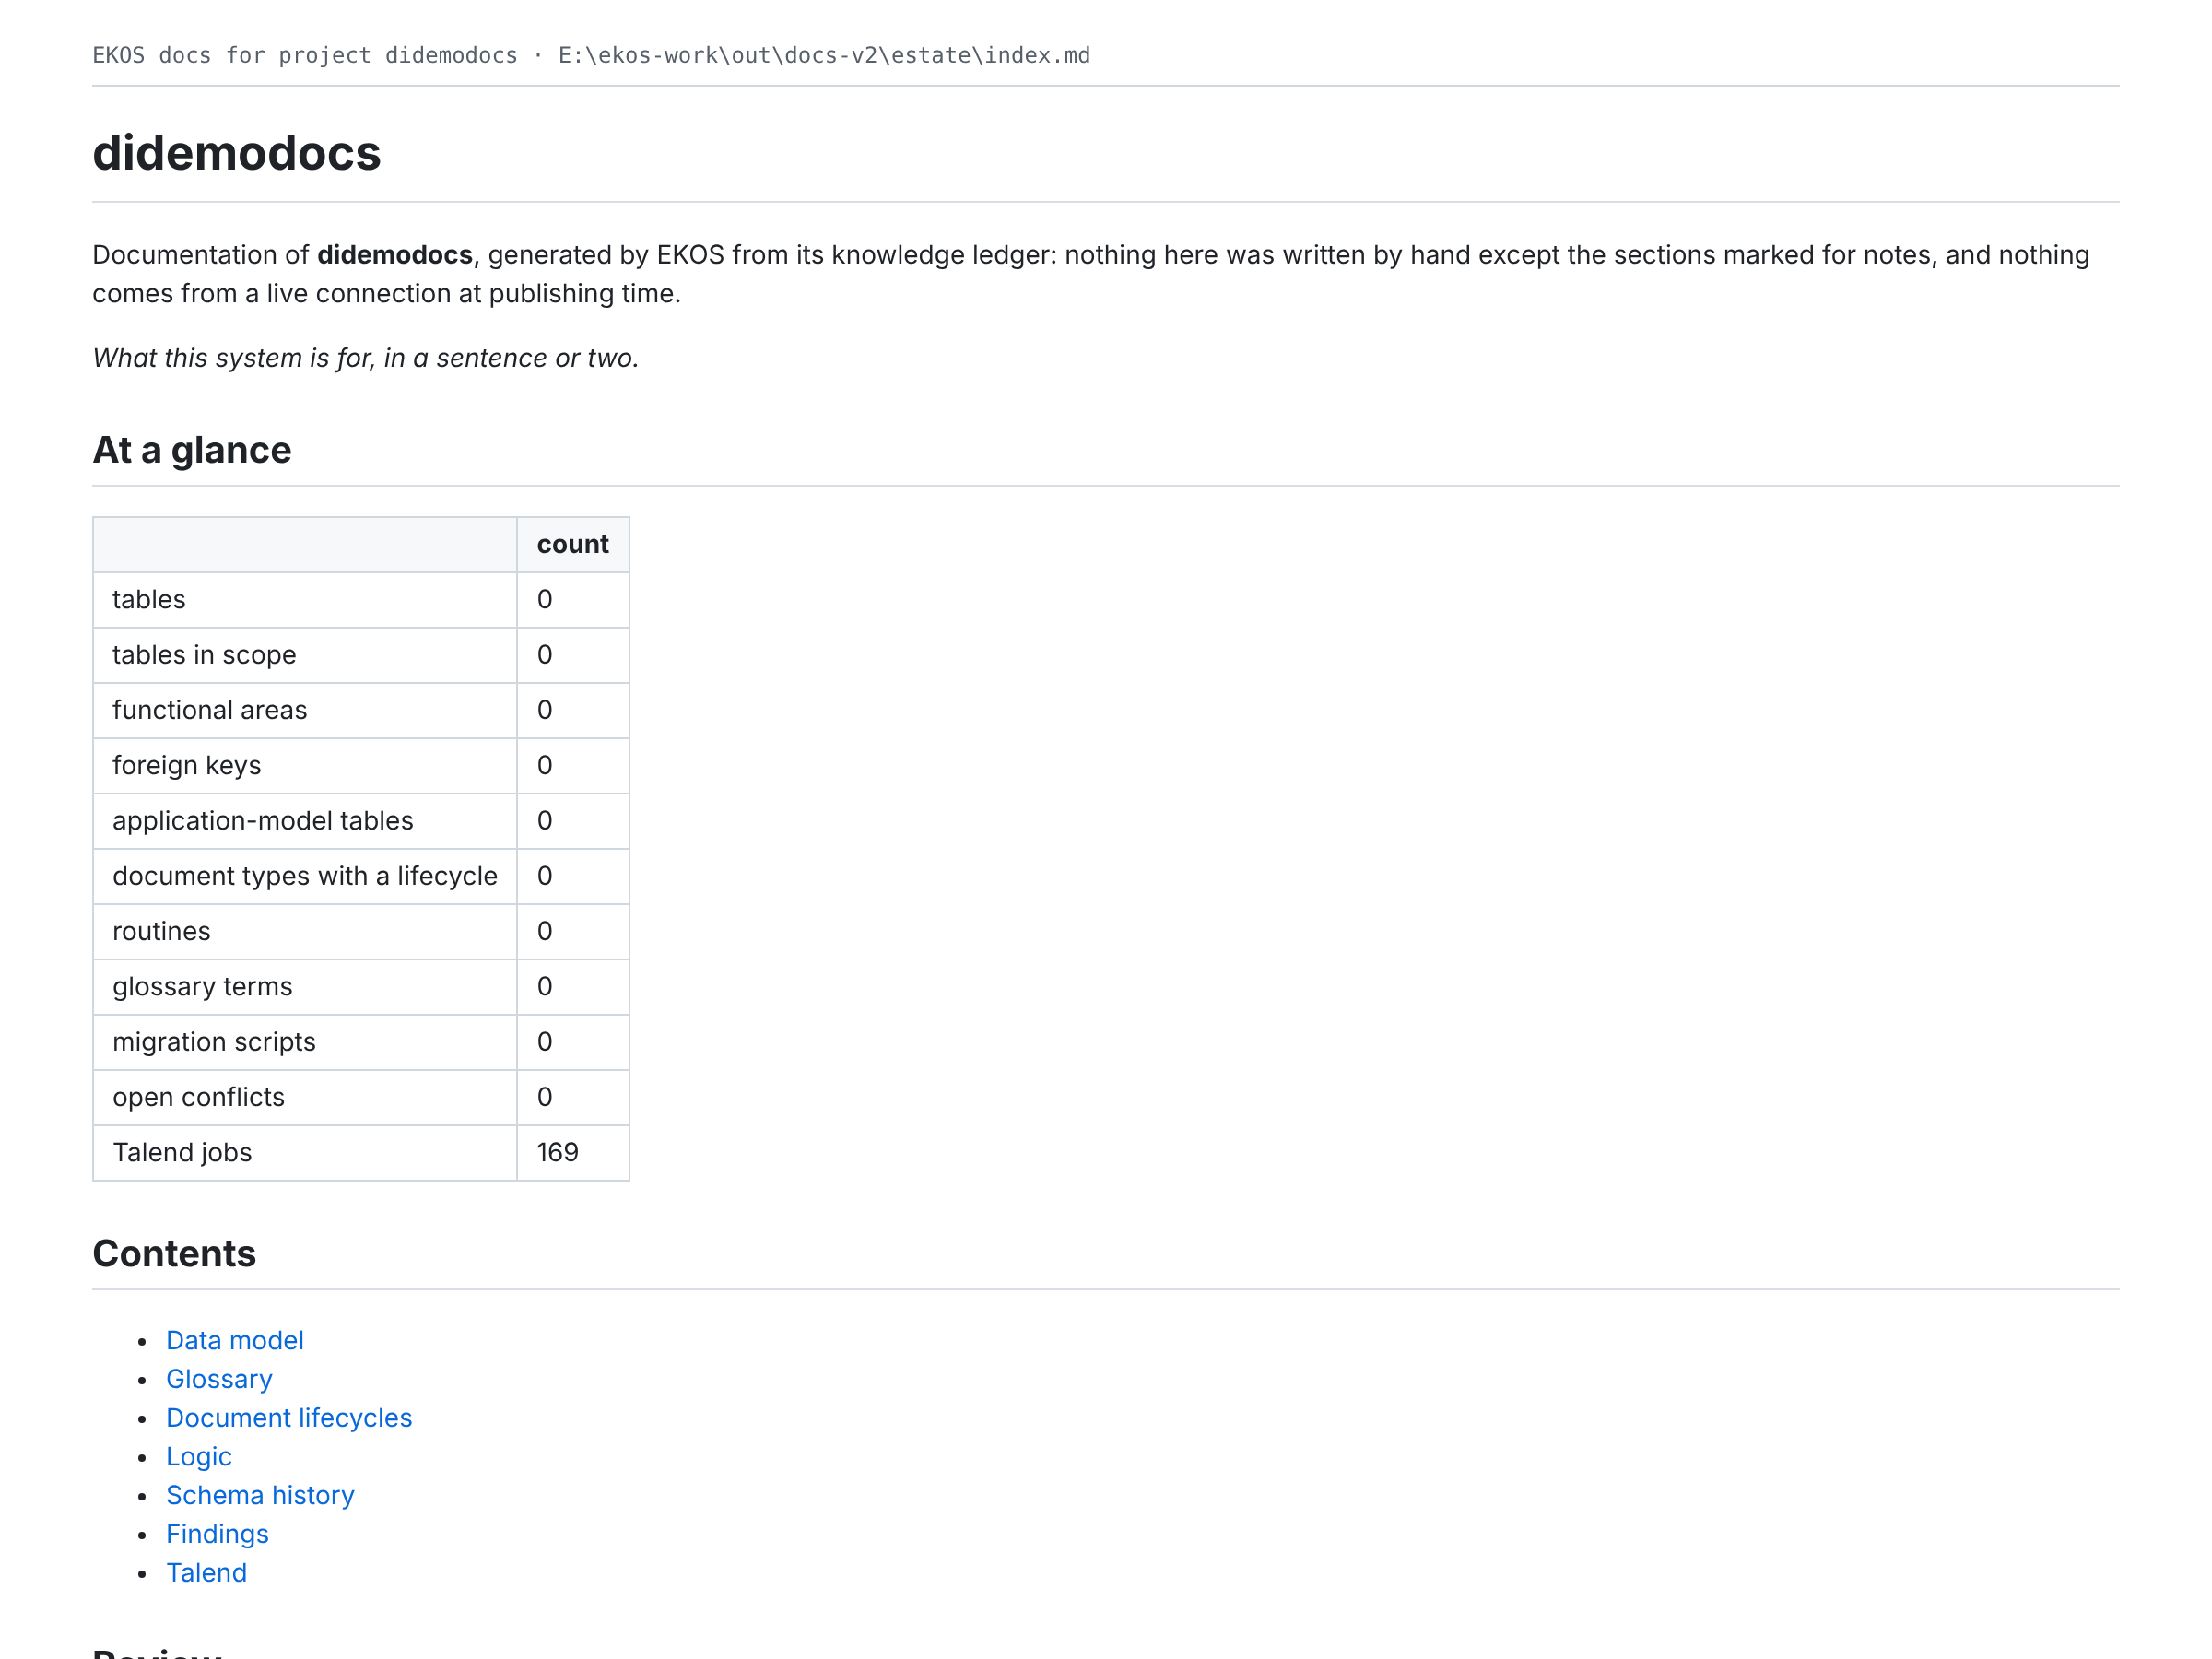 EKOS docs for project didemodocs · E:\ekos-work\out\docs-v2\estate\index.md
didemodocs
Documentation of didemodocs, generated by EKOS from its knowledge ledger: nothing here was written by hand except the sections marked for notes, and nothing
comes from a live connection at publishing time.
What this system is for, in a sentence or two.
At a glance
count
tables 0
tables in scope 0
functional areas 0
foreign keys 0
application-model tables 0
document types with a lifecycle 0
routines 0
glossary terms 0
migration scripts 0
open conflicts 0
Talend jobs 169
Contents
Data model
Glossary
Document lifecycles
Logic
Schema history
Findings
Talend